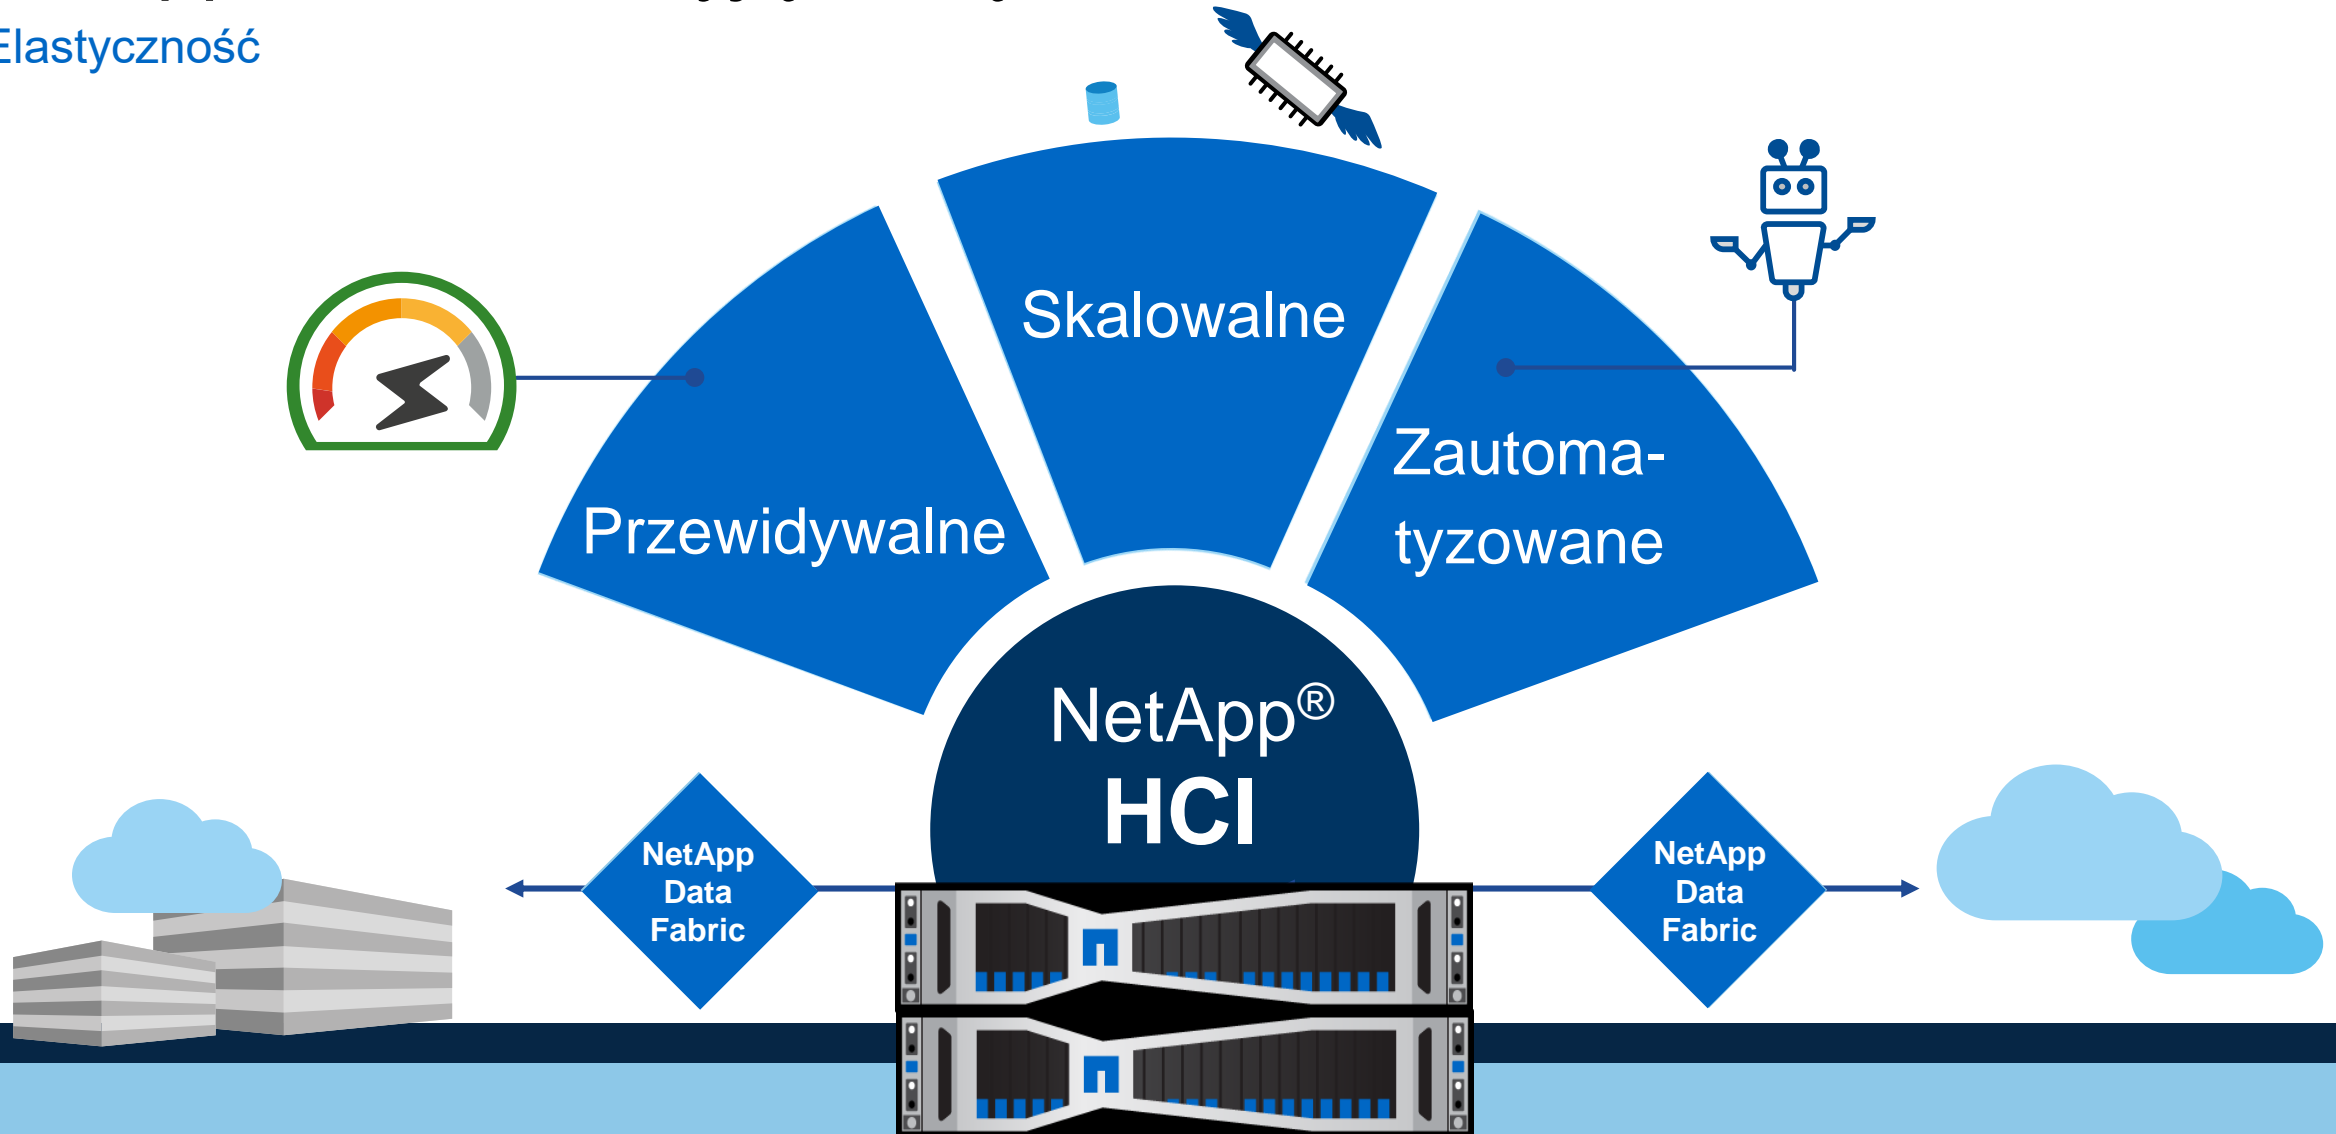 Elastyczność
Skalowalne
Zautoma-
tyzowane
Przewidywalne
NetApp®
HCI
NetApp
Data
Fabric
NetApp
Data
Fabric